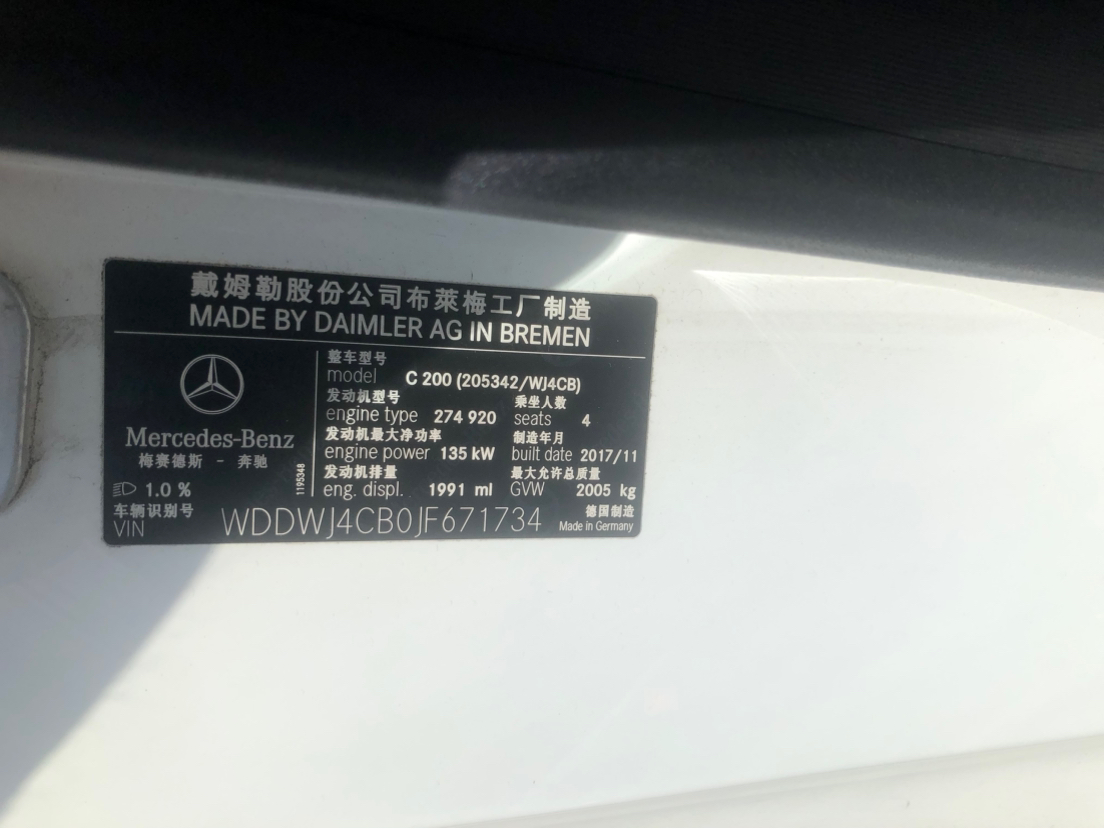 戴姆勒股份公司布萊梅工厂制造
MADE BY DAIMLER AG IN BREMEN
Mercedes-Benz
梅赛德斯 - 奔驰
1.0 %
1195348
整车型号
model C 200 (205342/WJ4CB)
发动机型号 乘坐人数
engine type 274 920 seats 4
发动机最大净功率 制造年月
engine power 135 kW built date 2017/11
发动机排量 最大允许总质量
eng. displ. 1991 ml GVW 2005 kg
车辆识别号 德国制造
VIN WDDWJ4CB0JF671734 Made in Germany